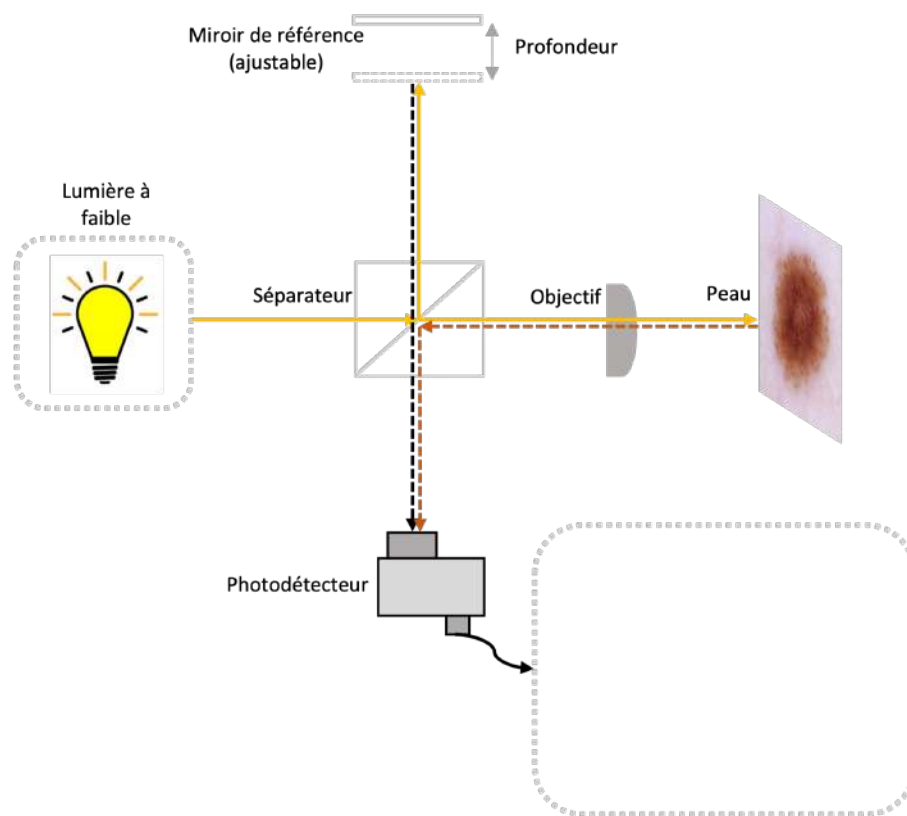 Miroir de référence
(ajustable)
Profondeur
Lumière à
faible
Séparateur
Objectif
Peau
Photodétecteur